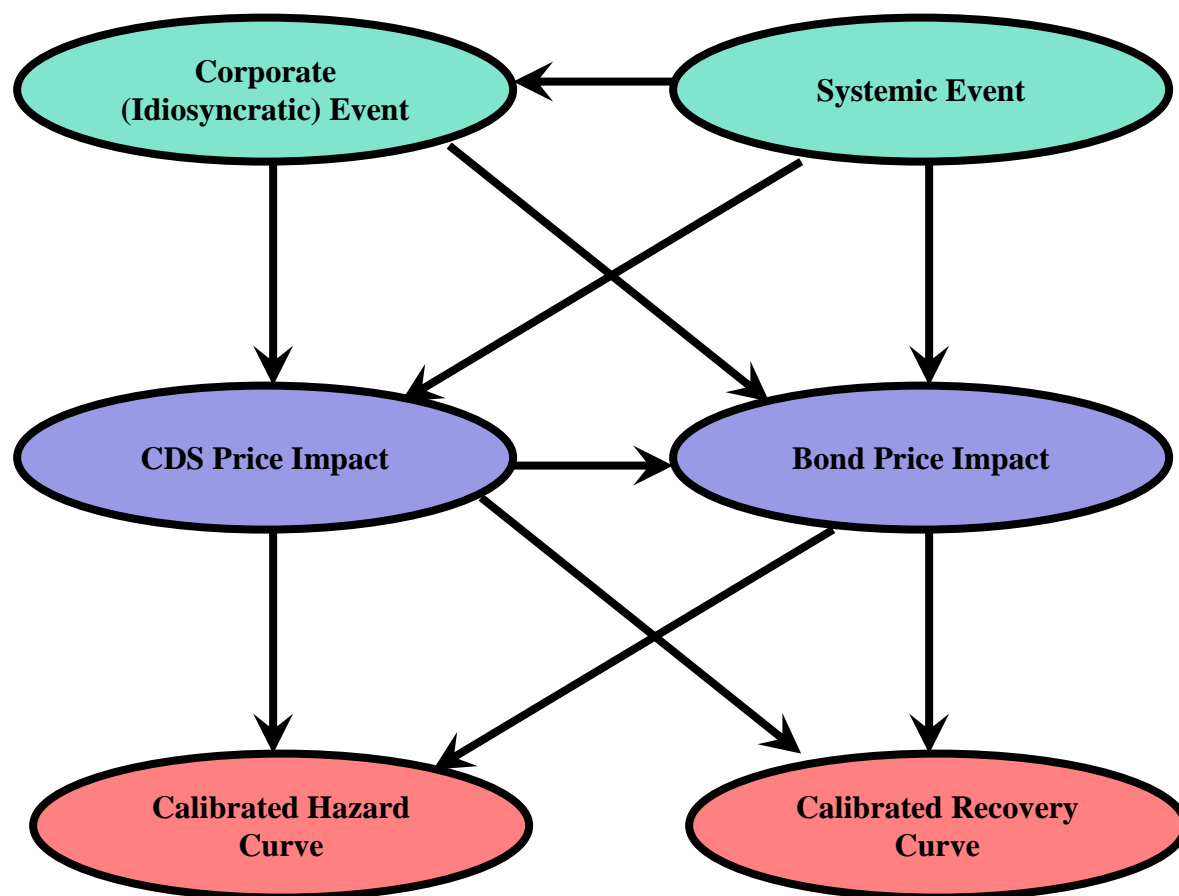 Corporate
(Idiosyncratic) Event
Systemic Event
CDS Price Impact
Bond Price Impact
Calibrated Hazard
Curve
Calibrated Recovery
Curve